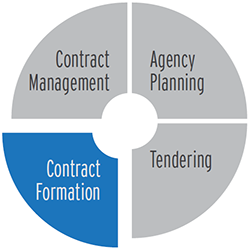 Contract
Management
Agency
Planning
Contract
Formation
Tendering